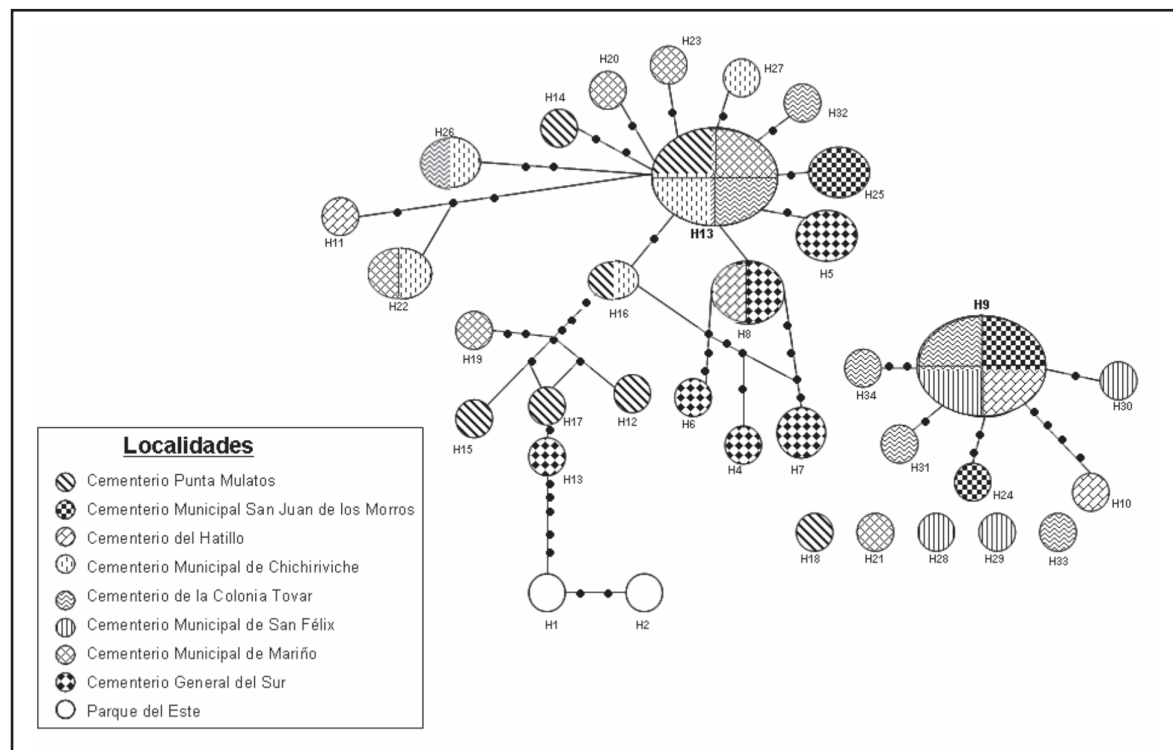 H23
H20
H27
H14
H32
H26
H25
H11
H13
H5
H22
H16
H8
H9
H19
H34
H30
H15
H17
H12
H6
H4
H7
H31
H24
H10
H13
H18
H21
H28
H29
H33
H1
H2
Localidades
Cementerio Punta Mulatos
Cementerio Municipal San Juan de los Morros
Cementerio del Hatillo
Cementerio Municipal de Chichiriviche
Cementerio de la Colonia Tovar
Cementerio Municipal de San Félix
Cementerio Municipal de Mariño
Cementerio General del Sur
Parque del Este